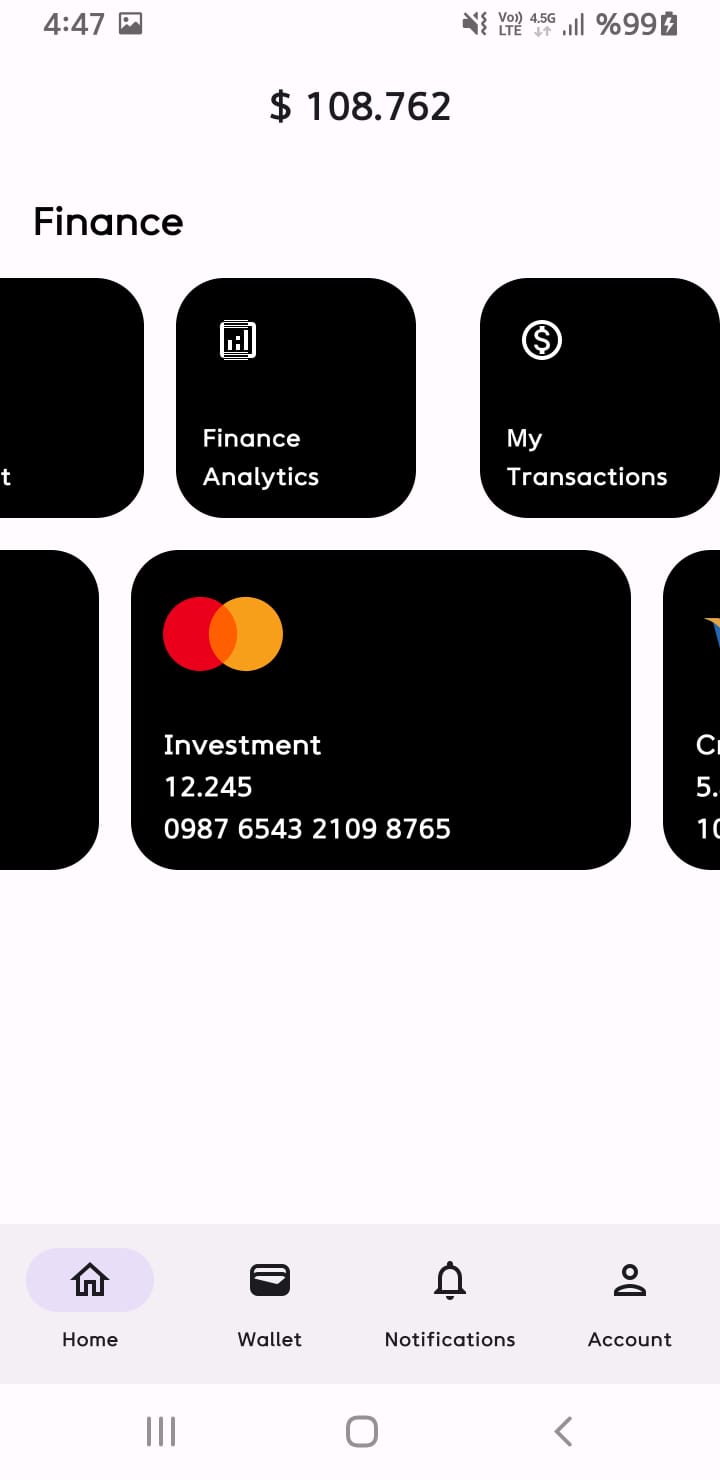 4:47 Vo)) LTE 4.5G %99
$ 108.762
Finance
t
Finance
Analytics
My
Transactions
Investment
12.245
0987 6543 2109 8765
5.
10
Home
Wallet
Notifications
Account